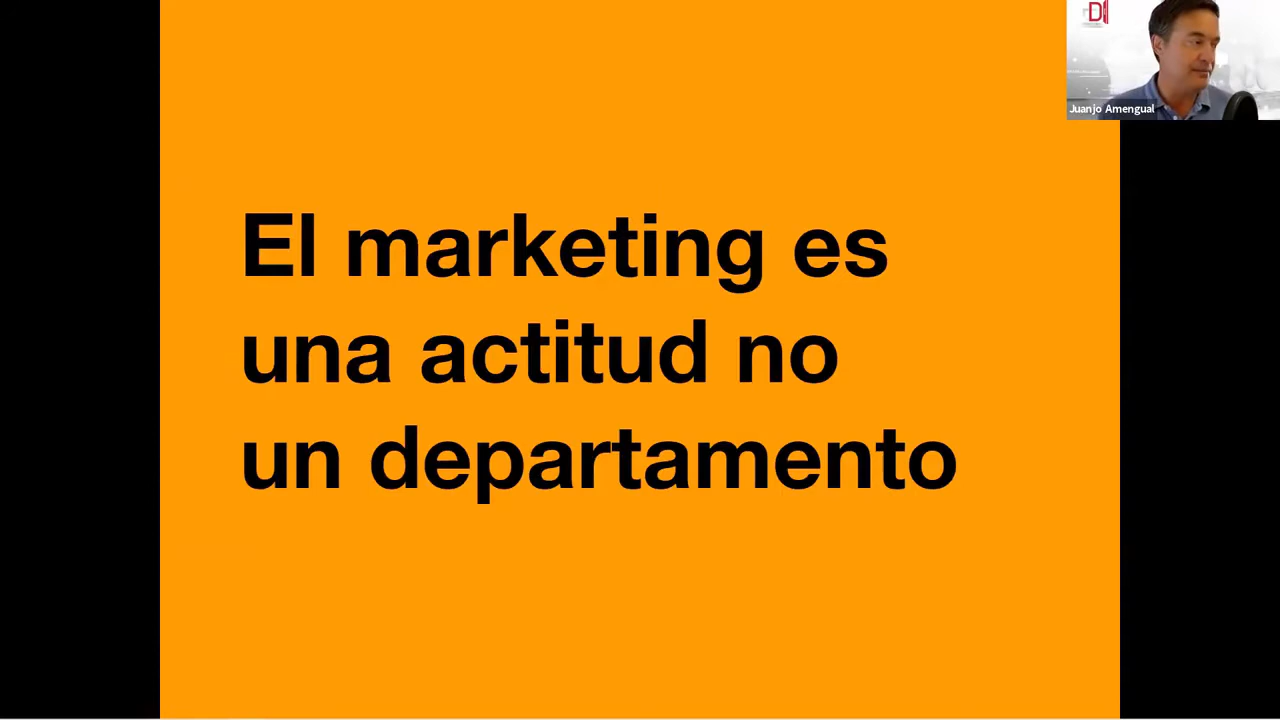 El marketing es
una actitud no
un departamento
Juanjo Amengual